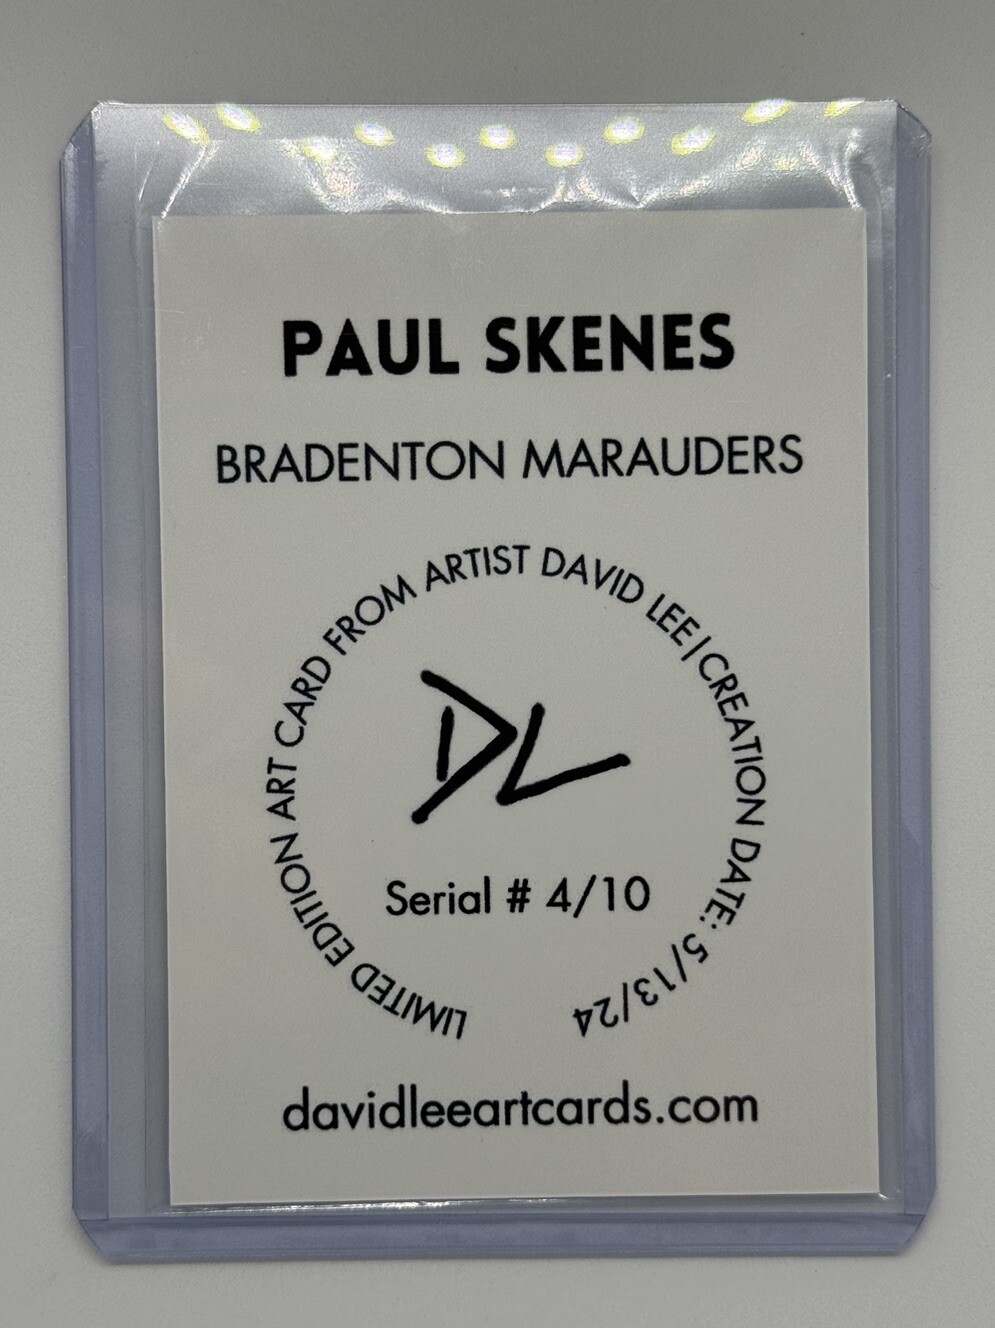 PAUL SKENES
BRADENTON MARAUDERS
LIMITED EDITION ART CARD FROM ARTIST DAVID LEE|CREATION DATE: 5/13/24
DL
Serial # 4/10
davidleeartcards.com